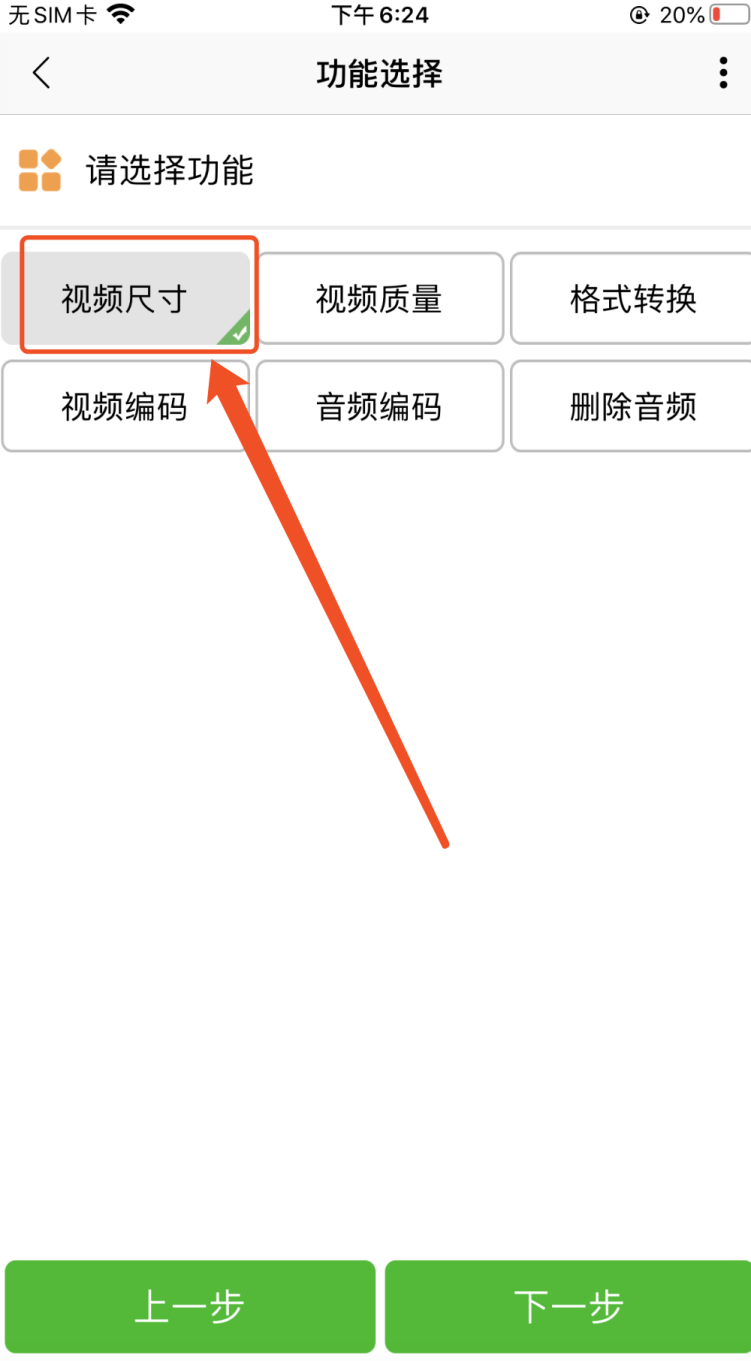 无SIM卡 下午6:24 20%
功能选择
请选择功能
视频尺寸 视频质量 格式转换
视频编码 音频编码 删除音频
上一步 下一步